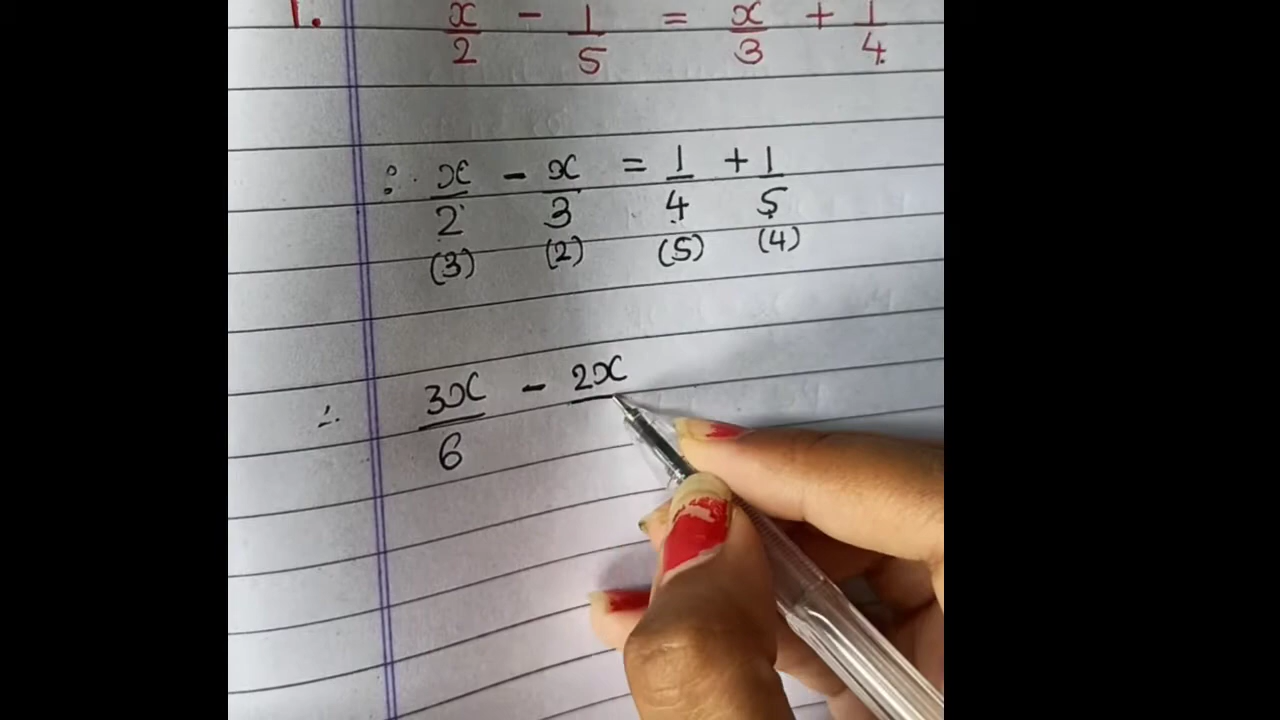 1. x/2 - 1/5 = x/3 + 1/4
∴ x/2 - x/3 = 1/4 + 1/5
(3) (2) (5) (4)
∴ 3x/6 - 2x